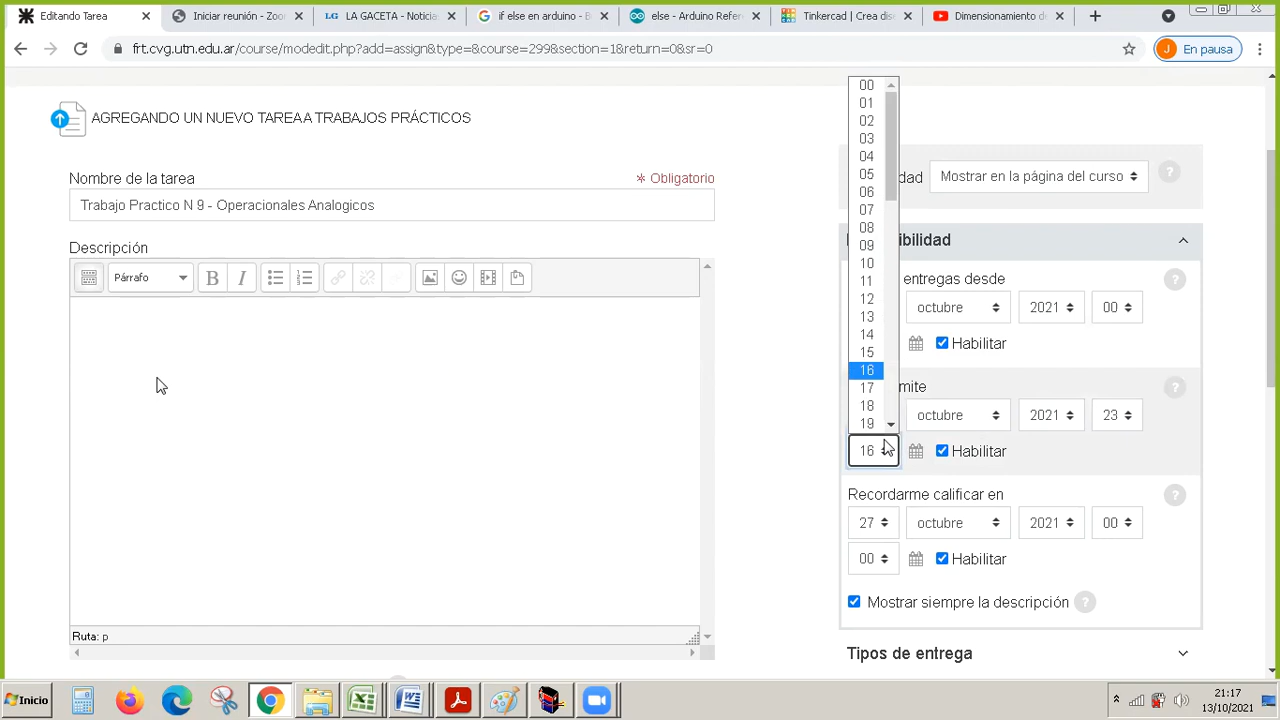 Editando Tarea
Iniciar reunión - Zoo
LG LA GACETA - Noticias
if else en arduino - B
else - Arduino Refer
Tinkercad | Crea dise
Dimensionamiento de
frt.cvg.utn.edu.ar/course/modedit.php?add=assign&type=&course=299&section=1&return=0&sr=0
J En pausa
AGREGANDO UN NUEVO TAREA A TRABAJOS PRÁCTICOS
Nombre de la tarea
Obligatorio
Trabajo Practico N 9 - Operacionales Analogicos
Descripción
Párrafo
B I
Ruta: p
dad
Mostrar en la página del curso
?
ibilidad
entregas desde
?
octubre
2021
00
Habilitar
mite
?
octubre
2021
23
16
Habilitar
00
01
02
03
04
05
06
07
08
09
10
11
12
13
14
15
16
17
18
19
Recordarme calificar en
?
27
octubre
2021
00
00
Habilitar
Mostrar siempre la descripción
?
Tipos de entrega
Inicio
21:17
13/10/2021